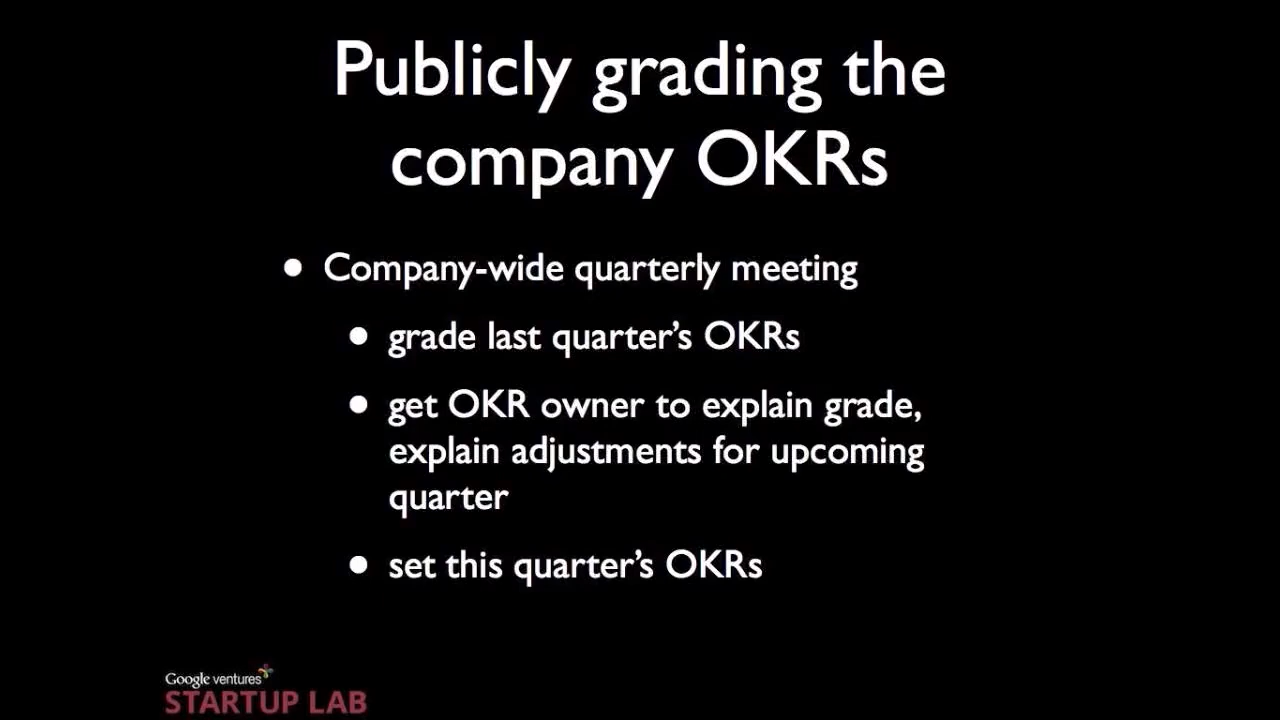 Publicly grading the
company OKRs
• Company-wide quarterly meeting
• grade last quarter’s OKRs
• get OKR owner to explain grade,
explain adjustments for upcoming
quarter
• set this quarter’s OKRs
Google ventures
STARTUP LAB